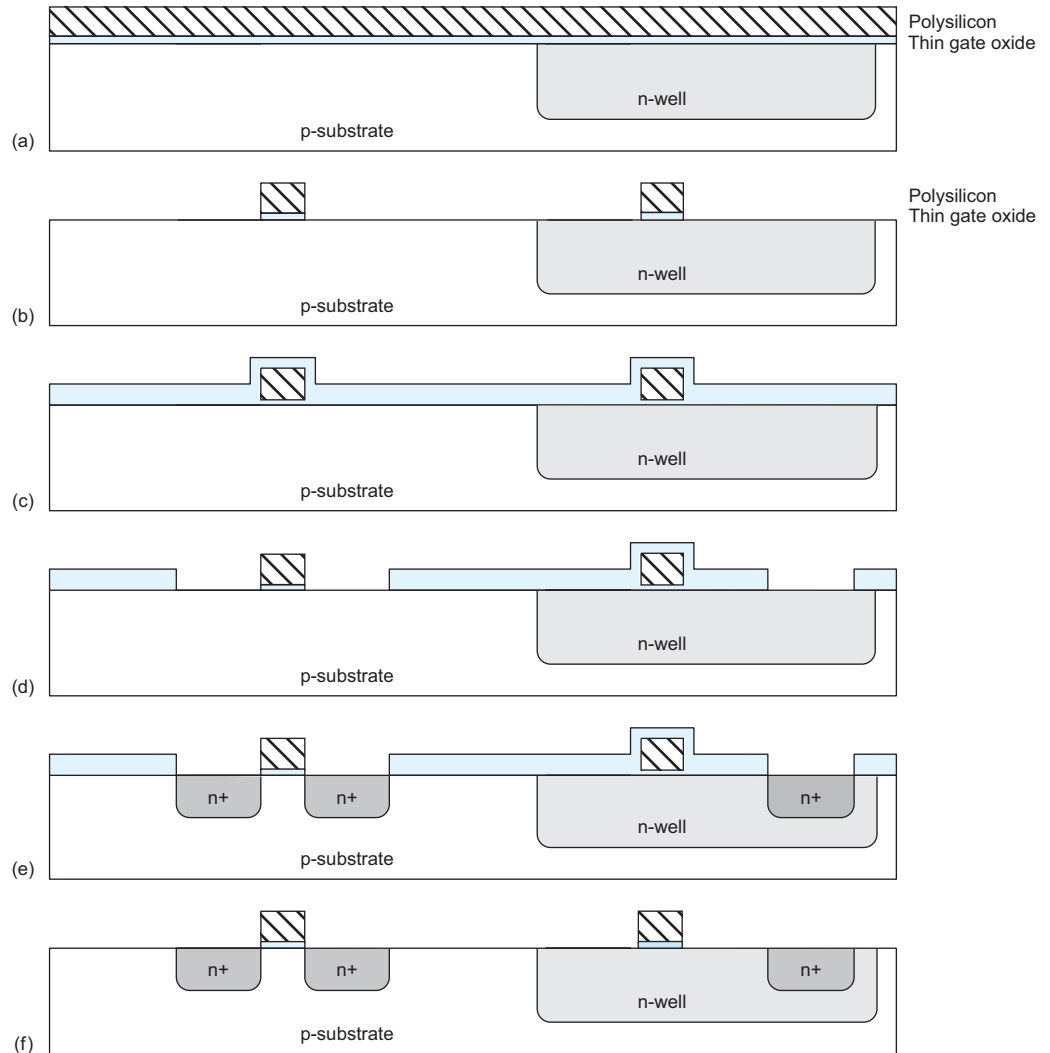 Polysilicon
Thin gate oxide
n-well
p-substrate
(a)
Polysilicon
Thin gate oxide
n-well
p-substrate
(b)
n-well
p-substrate
(c)
n-well
p-substrate
(d)
n+ n+ n+
n-well
p-substrate
(e)
n+ n+ n+
n-well
p-substrate
(f)